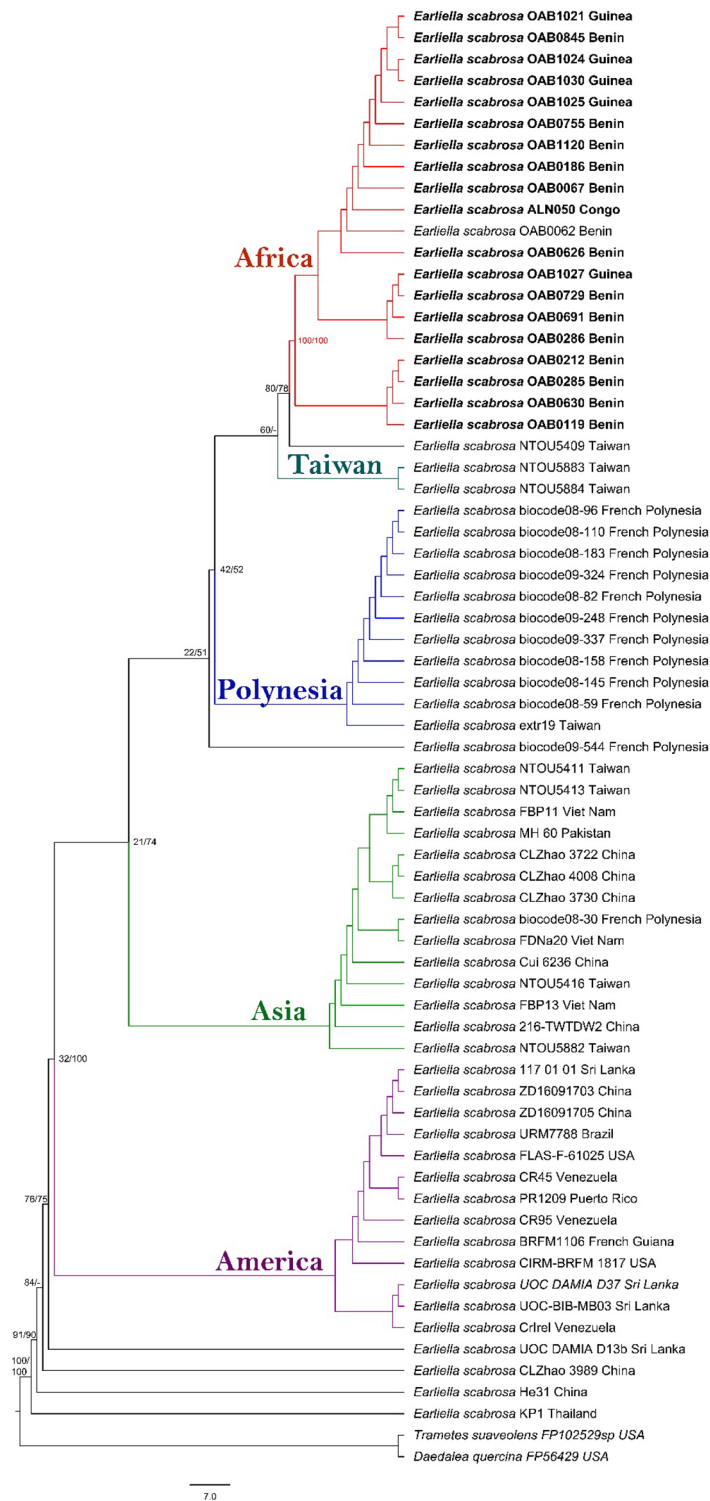 Earliella scabrosa OAB1021 Guinea
Earliella scabrosa OAB0845 Benin
Earliella scabrosa OAB1024 Guinea
Earliella scabrosa OAB1030 Guinea
Earliella scabrosa OAB1025 Guinea
Earliella scabrosa OAB0755 Benin
Earliella scabrosa OAB1120 Benin
Earliella scabrosa OAB0186 Benin
Earliella scabrosa OAB0067 Benin
Earliella scabrosa ALN050 Congo
Earliella scabrosa OAB0062 Benin
Earliella scabrosa OAB0626 Benin
Africa
Earliella scabrosa OAB1027 Guinea
Earliella scabrosa OAB0729 Benin
Earliella scabrosa OAB0691 Benin
Earliella scabrosa OAB0286 Benin
100/100
Earliella scabrosa OAB0212 Benin
Earliella scabrosa OAB0285 Benin
80/78
Earliella scabrosa OAB0630 Benin
Earliella scabrosa OAB0119 Benin
60/-
Earliella scabrosa NTOU5409 Taiwan
Taiwan
Earliella scabrosa NTOU5883 Taiwan
Earliella scabrosa NTOU5884 Taiwan
Earliella scabrosa biocode08-96 French Polynesia
Earliella scabrosa biocode08-110 French Polynesia
Earliella scabrosa biocode08-183 French Polynesia
42/52
Earliella scabrosa biocode09-324 French Polynesia
Earliella scabrosa biocode08-82 French Polynesia
Earliella scabrosa biocode09-248 French Polynesia
Earliella scabrosa biocode09-337 French Polynesia
22/51
Earliella scabrosa biocode08-158 French Polynesia
Earliella scabrosa biocode08-145 French Polynesia
Polynesia
Earliella scabrosa biocode08-59 French Polynesia
Earliella scabrosa extr19 Taiwan
Earliella scabrosa biocode09-544 French Polynesia
Earliella scabrosa NTOU5411 Taiwan
Earliella scabrosa NTOU5413 Taiwan
Earliella scabrosa FBP11 Viet Nam
Earliella scabrosa MH 60 Pakistan
21/74
Earliella scabrosa CLZhao 3722 China
Earliella scabrosa CLZhao 4008 China
Earliella scabrosa CLZhao 3730 China
Earliella scabrosa biocode08-30 French Polynesia
Earliella scabrosa FDNa20 Viet Nam
Earliella scabrosa Cui 6236 China
Earliella scabrosa NTOU5416 Taiwan
Earliella scabrosa FBP13 Viet Nam
Asia
Earliella scabrosa 216-TWTDW2 China
Earliella scabrosa NTOU5882 Taiwan
32/100
Earliella scabrosa 117 01 01 Sri Lanka
Earliella scabrosa ZD16091703 China
Earliella scabrosa ZD16091705 China
Earliella scabrosa URM7788 Brazil
Earliella scabrosa FLAS-F-61025 USA
Earliella scabrosa CR45 Venezuela
76/75
Earliella scabrosa PR1209 Puerto Rico
Earliella scabrosa CR95 Venezuela
Earliella scabrosa BRFM1106 French Guiana
America
Earliella scabrosa CIRM-BRFM 1817 USA
84/-
Earliella scabrosa UOC DAMIA D37 Sri Lanka
Earliella scabrosa UOC-BIB-MB03 Sri Lanka
Earliella scabrosa CrIrel Venezuela
91/90
Earliella scabrosa UOC DAMIA D13b Sri Lanka
100/
100
Earliella scabrosa CLZhao 3989 China
Earliella scabrosa He31 China
Earliella scabrosa KP1 Thailand
Trametes suaveolens FP102529sp USA
Daedalea quercina FP56429 USA
7.0